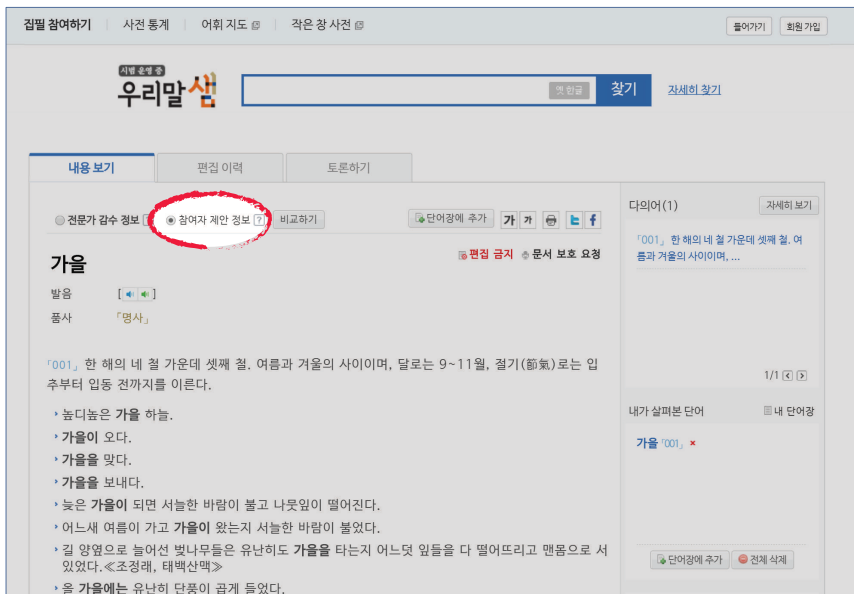 집필 참여하기 사전 통계 어휘 지도 작은 창 사전 들어가기 회원 가입
시범 운영 중
우리말샘 옛 한글 찾기 자세히 찾기
내용 보기 편집 이력 토론하기
전문가 감수 정보 ? 참여자 제안 정보 ? 비교하기 단어장에 추가 가 가
가을 편집 금지 문서 보호 요청
발음 [ ]
품사 「명사」
「001」 한 해의 네 철 가운데 셋째 철. 여름과 겨울의 사이이며, 달로는 9~11월, 절기(節氣)로는 입
추부터 입동 전까지를 이른다.
높디높은 가을 하늘.
가을이 오다.
가을을 맞다.
가을을 보내다.
늦은 가을이 되면 서늘한 바람이 불고 나뭇잎이 떨어진다.
어느새 여름이 가고 가을이 왔는지 서늘한 바람이 불었다.
길 양옆으로 늘어선 벚나무들은 유난히도 가을을 타는지 어느덧 잎들을 다 떨어뜨리고 맨몸으로 서
있었다.≪조정래, 태백산맥≫
올 가을에는 유난히 단풍이 곱게 들었다.
다의어(1) 자세히 보기
「001」 한 해의 네 철 가운데 셋째 철. 여
름과 겨울의 사이이며, ...
1/1
내가 살펴본 단어 내 단어장
가을「001」 ×
단어장에 추가 전체 삭제